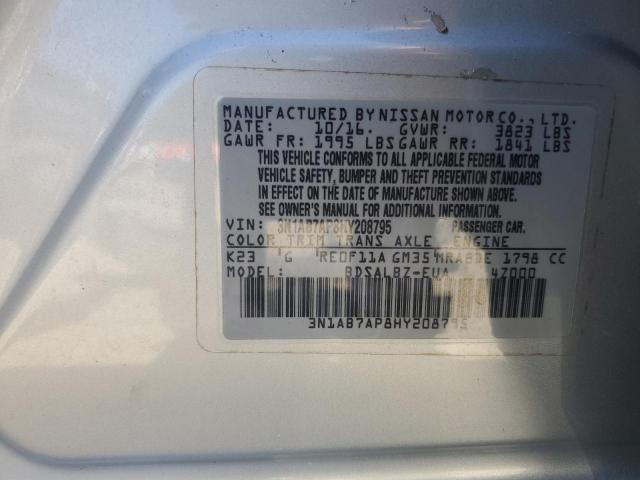 MANUFACTURED BY NISSAN MOTOR CO., LTD.
DATE: 10/16. GVWR: 3823 LBS
GAWR FR: 1995 LBS GAWR RR: 1841 LBS
THIS VEHICLE CONFORMS TO ALL APPLICABLE FEDERAL MOTOR
VEHICLE SAFETY, BUMPER AND THEFT PREVENTION STANDARDS
IN EFFECT ON THE DATE OF MANUFACTURE SHOWN ABOVE.
SEE OWNER'S MANUAL FOR ADDITIONAL INFORMATION.
VIN: 3N1AB7AP8HY208795 PASSENGER CAR.
COLOR TRIM TRANS AXLE ENGINE
K23 G RE0F11A GM35 MRA8DE 1798 CC
MODEL: BDSALBZ-EUA 47000
3N1AB7AP8HY208795